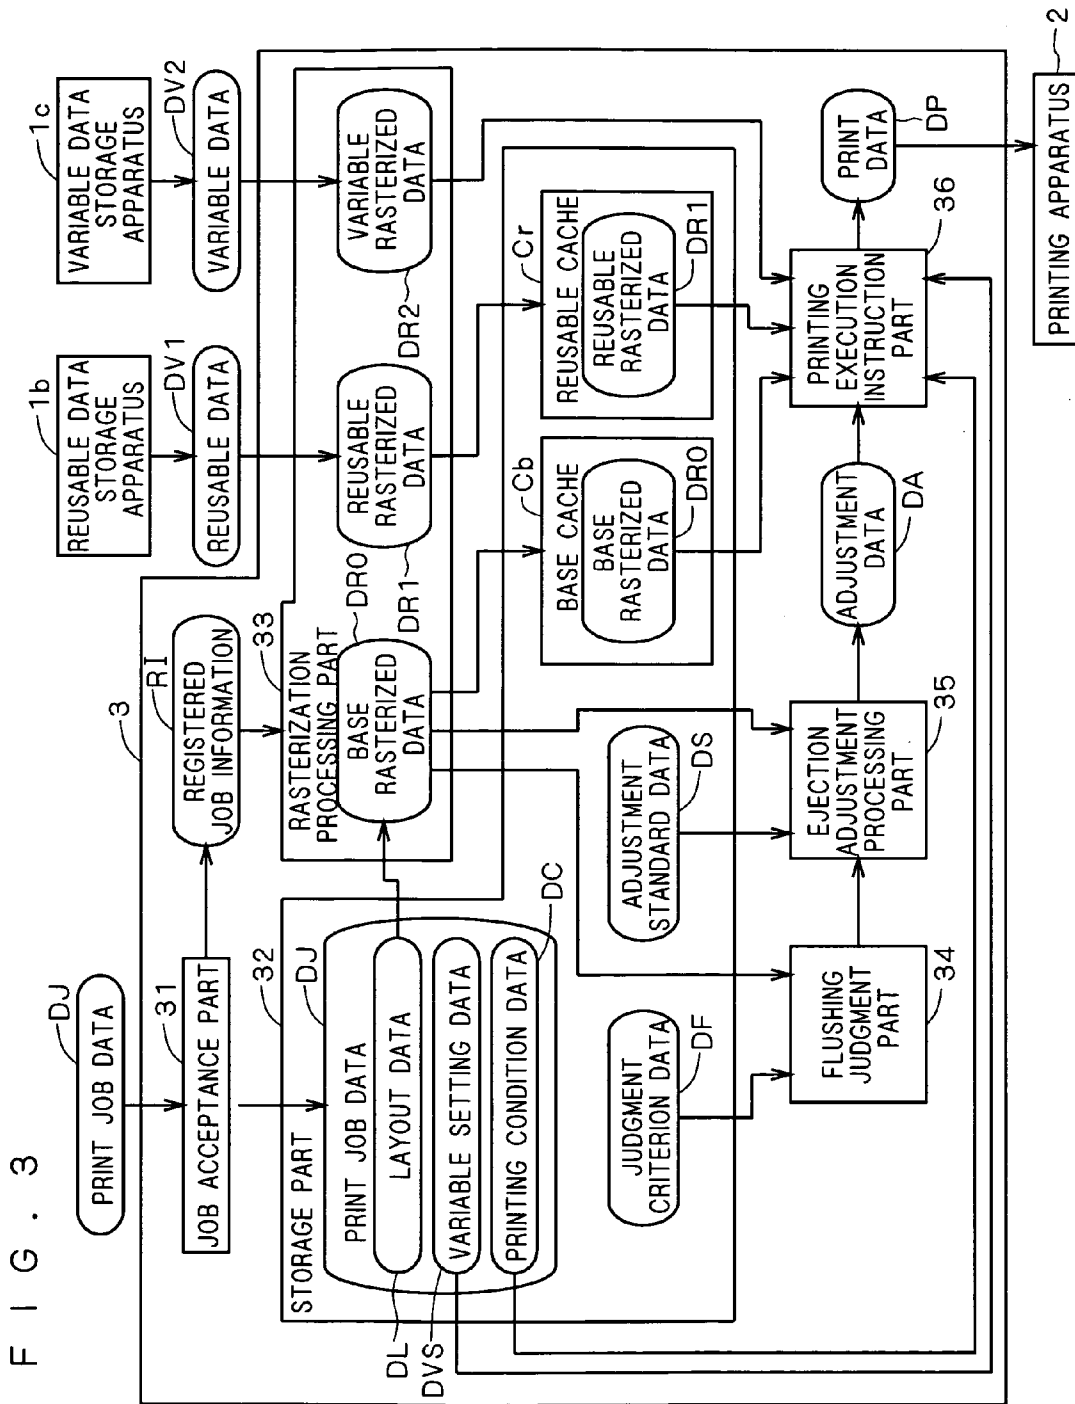 FIG. 3
DJ
PRINT JOB DATA
3
31
JOB ACCEPTANCE PART
RI
REGISTERED
JOB INFORMATION
1b
REUSABLE DATA
STORAGE
APPARATUS
DV1
REUSABLE DATA
1c
VARIABLE DATA
STORAGE
APPARATUS
DV2
VARIABLE DATA
33
RASTERIZATION
PROCESSING PART
DR0
BASE
RASTERIZED
DATA
DR1
REUSABLE
RASTERIZED
DATA
DR2
VARIABLE
RASTERIZED
DATA
32
STORAGE PART
DJ
PRINT JOB DATA
DL
LAYOUT DATA
DVS
VARIABLE SETTING DATA
DC
PRINTING CONDITION DATA
Cb
BASE CACHE
BASE
RASTERIZED
DATA
DR0
Cr
REUSABLE CACHE
REUSABLE
RASTERIZED
DATA
DR1
JUDGMENT
CRITERION DATA
DF
ADJUSTMENT
STANDARD DATA
DS
FLUSHING
JUDGMENT
PART
34
EJECTION
ADJUSTMENT
PROCESSING
PART
35
ADJUSTMENT
DATA
DA
PRINTING
EXECUTION
INSTRUCTION
PART
36
PRINT
DATA
DP
PRINTING APPARATUS
2